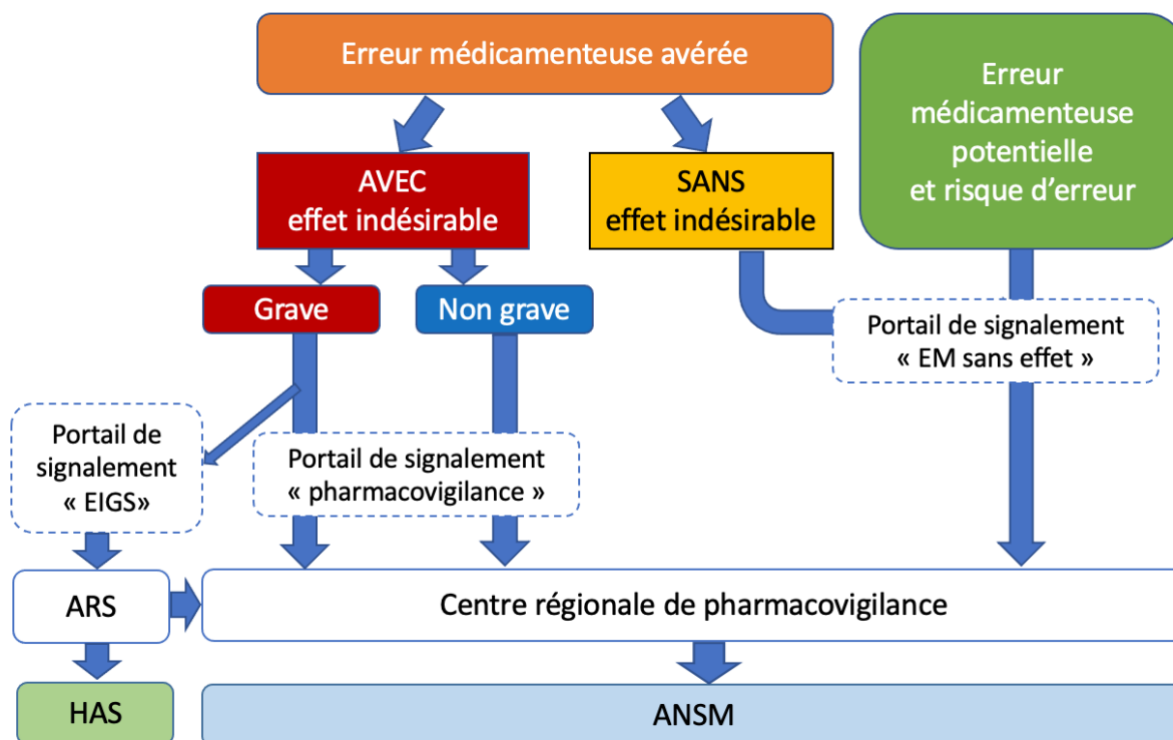 Erreur médicamenteuse avérée
Erreur
médicamenteuse
potentielle
et risque d’erreur
AVEC
effet indésirable
SANS
effet indésirable
Grave
Non grave
Portail de signalement
« EM sans effet »
Portail de
signalement
« EIGS»
Portail de signalement
« pharmacovigilance »
ARS
Centre régionale de pharmacovigilance
HAS
ANSM